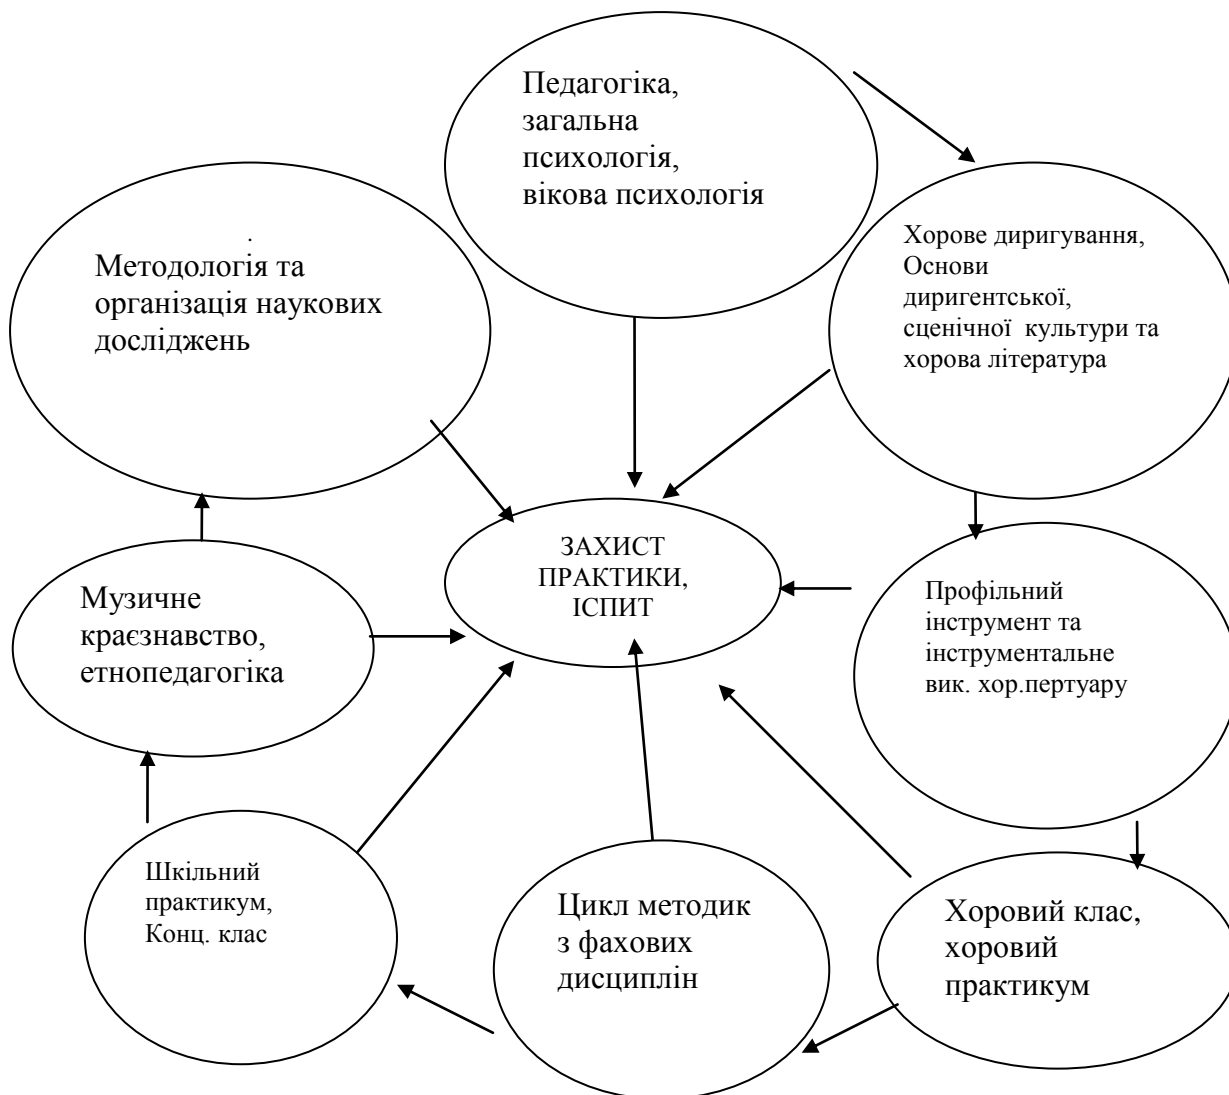 Педагогіка,
загальна
психологія,
вікова психологія
Хорове диригування,
Основи
диригентської,
сценічної культури та
хорова література
.
Методологія та
організація наукових
досліджень
ЗАХИСТ
ПРАКТИКИ,
ІСПИТ
Профільний
інструмент та
інструментальне
вик. хор.пертуару
Музичне
краєзнавство,
етнопедагогіка
Шкільний
практикум,
Конц. клас
Цикл методик
з фахових
дисциплін
Хоровий клас,
хоровий
практикум